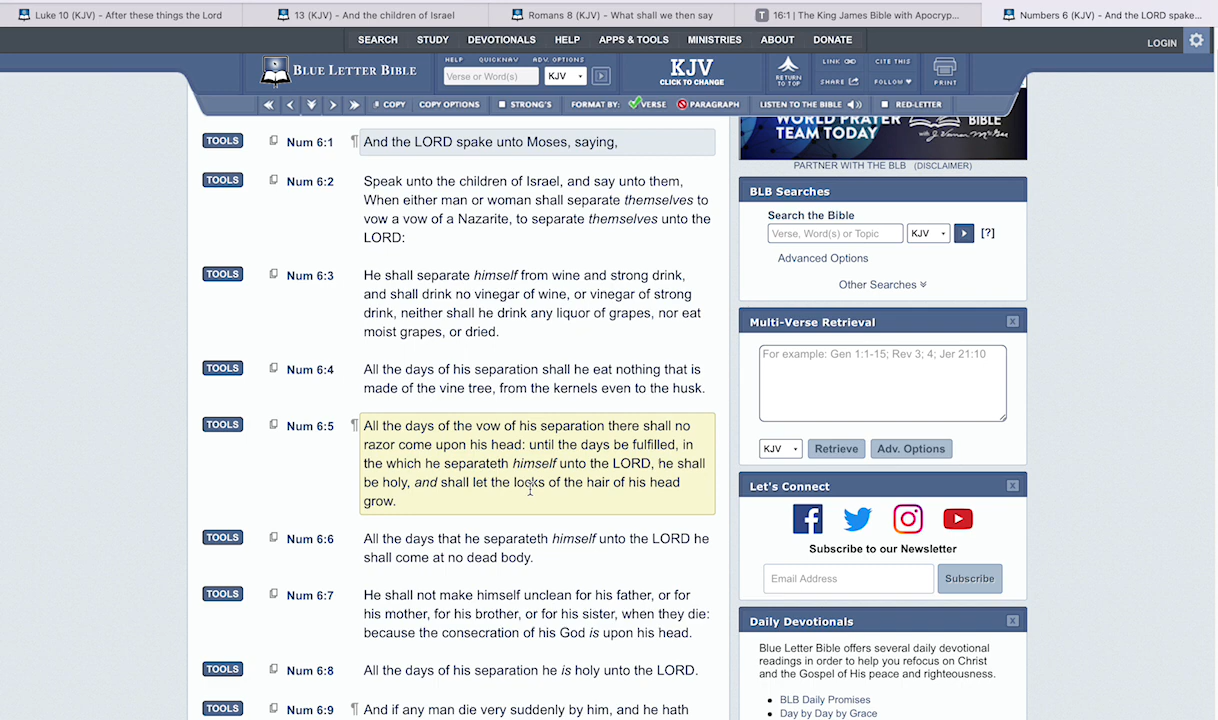 Luke 10 (KJV) - After these things the Lord
13 (KJV) - And the children of Israel
Romans 8 (KJV) - What shall we then say
16:1 | The King James Bible with Apocryp...
Numbers 6 (KJV) - And the LORD spake...
SEARCH STUDY DEVOTIONALS HELP APPS & TOOLS MINISTRIES ABOUT DONATE
LOGIN
BLUE LETTER BIBLE
HELP QUICKNAV ADV. OPTIONS
Verse or Word(s) KJV
KJV
CLICK TO CHANGE
RETURN
TO TOP
LINK CITE THIS
SHARE FOLLOW
PRINT
COPY COPY OPTIONS STRONG'S FORMAT BY: VERSE PARAGRAPH LISTEN TO THE BIBLE RED-LETTER
TOOLS Num 6:1 ¶ And the LORD spake unto Moses, saying,
TOOLS Num 6:2 Speak unto the children of Israel, and say unto them,
When either man or woman shall separate themselves to
vow a vow of a Nazarite, to separate themselves unto the
LORD:
TOOLS Num 6:3 He shall separate himself from wine and strong drink,
and shall drink no vinegar of wine, or vinegar of strong
drink, neither shall he drink any liquor of grapes, nor eat
moist grapes, or dried.
TOOLS Num 6:4 All the days of his separation shall he eat nothing that is
made of the vine tree, from the kernels even to the husk.
TOOLS Num 6:5 ¶ All the days of the vow of his separation there shall no
razor come upon his head: until the days be fulfilled, in
the which he separateth himself unto the LORD, he shall
be holy, and shall let the locks of the hair of his head
grow.
TOOLS Num 6:6 All the days that he separateth himself unto the LORD he
shall come at no dead body.
TOOLS Num 6:7 He shall not make himself unclean for his father, or for
his mother, for his brother, or for his sister, when they die:
because the consecration of his God is upon his head.
TOOLS Num 6:8 All the days of his separation he is holy unto the LORD.
TOOLS Num 6:9 ¶ And if any man die very suddenly by him, and he hath
WORLD PRAYER
TEAM TODAY
BIBLE
PARTNER WITH THE BLB (DISCLAIMER)
BLB Searches
Search the Bible
Verse, Word(s) or Topic KJV [?]
Advanced Options
Other Searches
Multi-Verse Retrieval x
For example: Gen 1:1-15; Rev 3; 4; Jer 21:10
KJV Retrieve Adv. Options
Let's Connect x
Subscribe to our Newsletter
Email Address Subscribe
Daily Devotionals x
Blue Letter Bible offers several daily devotional
readings in order to help you refocus on Christ
and the Gospel of His peace and righteousness.
• BLB Daily Promises
• Day by Day by Grace